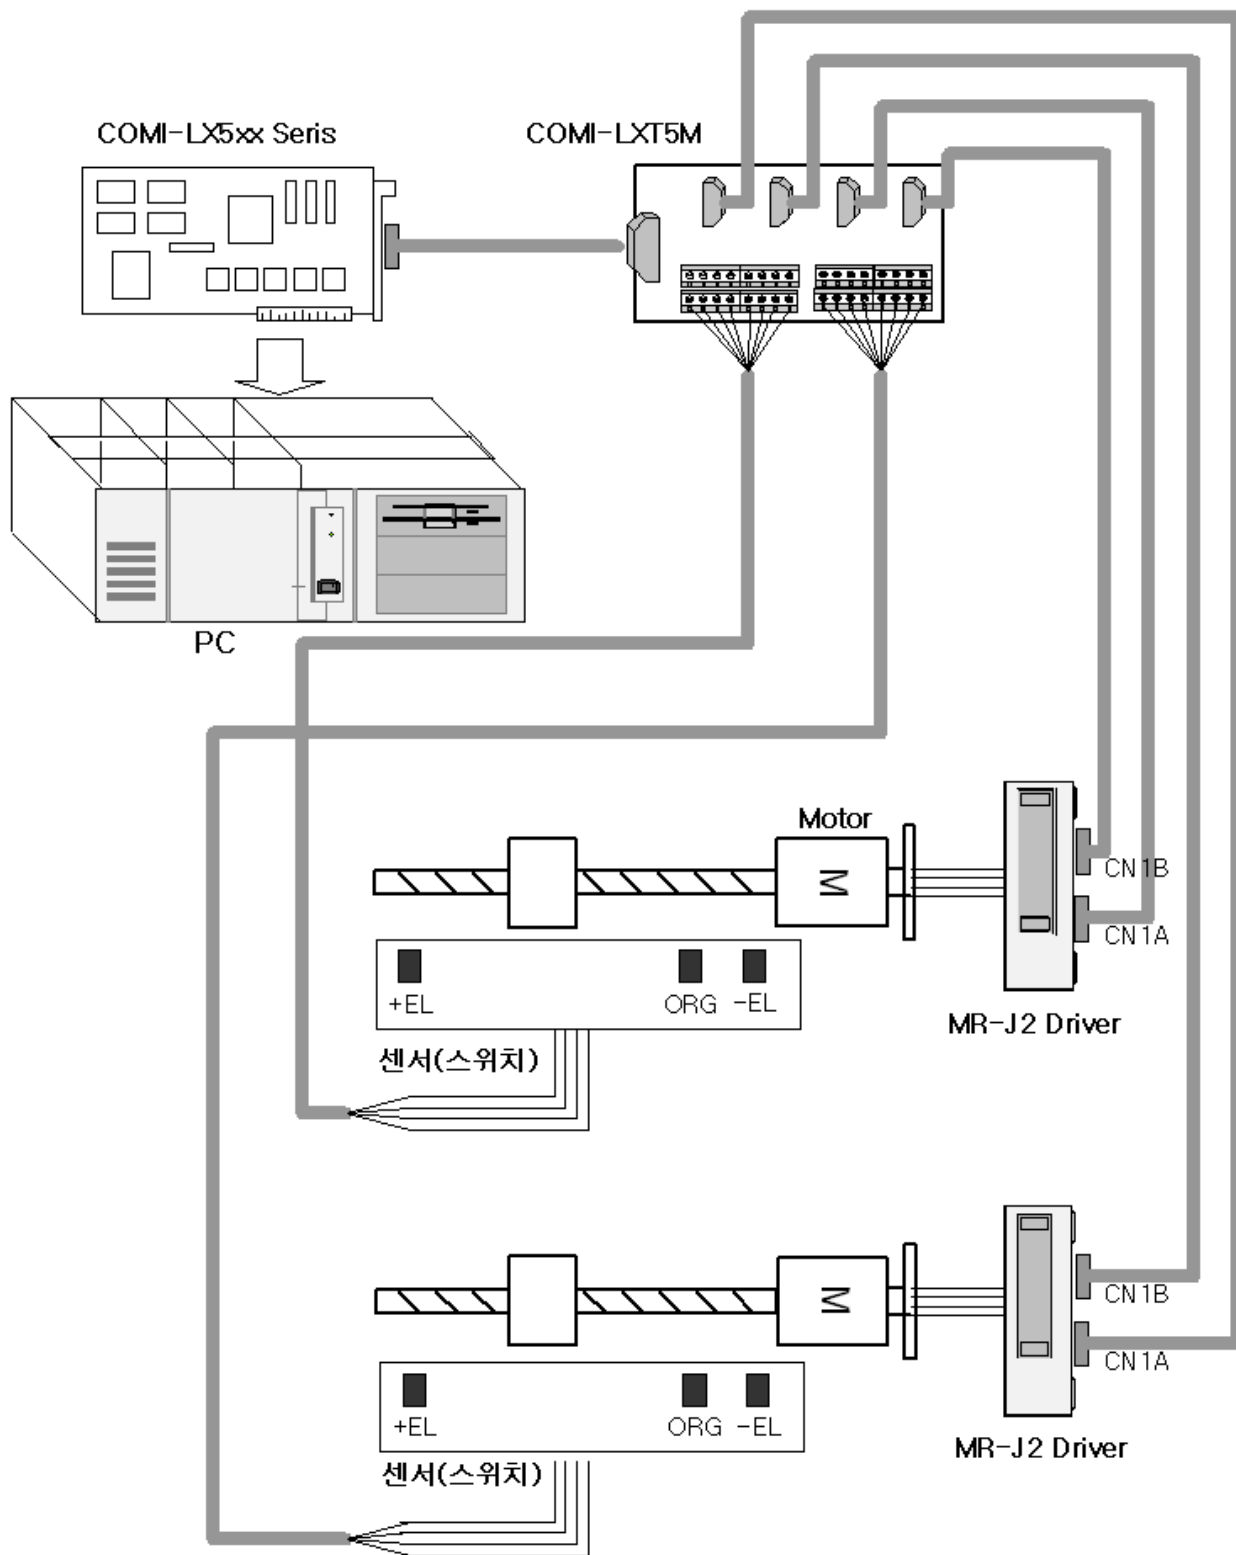 COMI-LX5xx Seris
COMI-LXT5M
PC
Motor
M
CN1B
CN1A
+EL
ORG
-EL
센서(스위치)
MR-J2 Driver
M
CN1B
CN1A
+EL
ORG
-EL
센서(스위치)
MR-J2 Driver